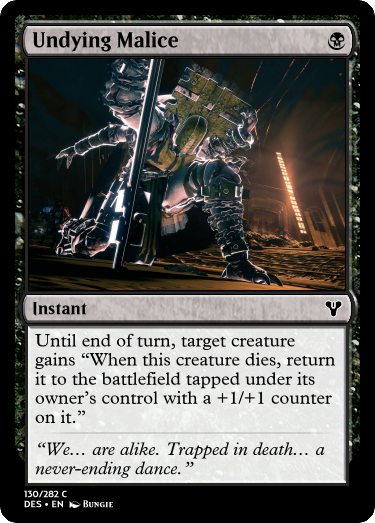 Undying Malice
Instant
Until end of turn, target creature
gains “When this creature dies, return
it to the battlefield tapped under its
owner’s control with a +1/+1 counter
on it.”
“We… are alike. Trapped in death… a
never-ending dance.”
130/282 C
DES • EN Bungie